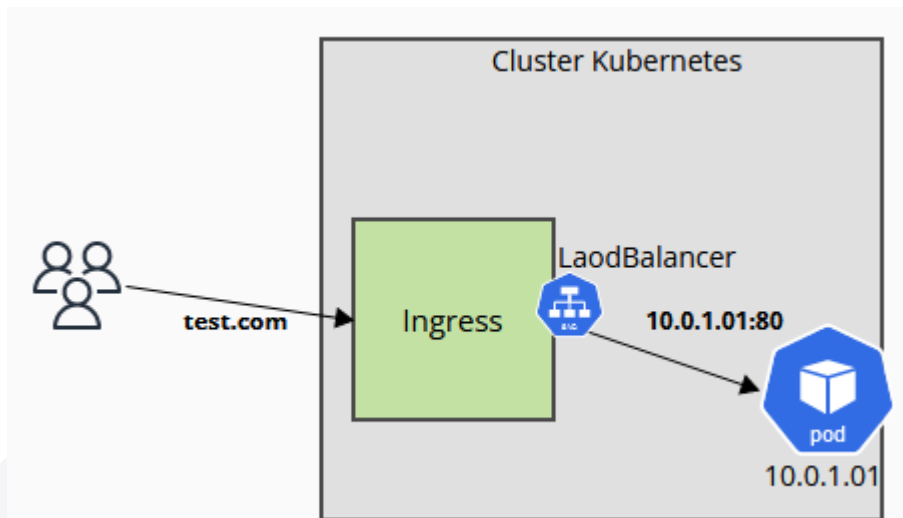 Cluster Kubernetes
LaodBalancer
test.com
Ingress
10.0.1.01:80
pod
10.0.1.01